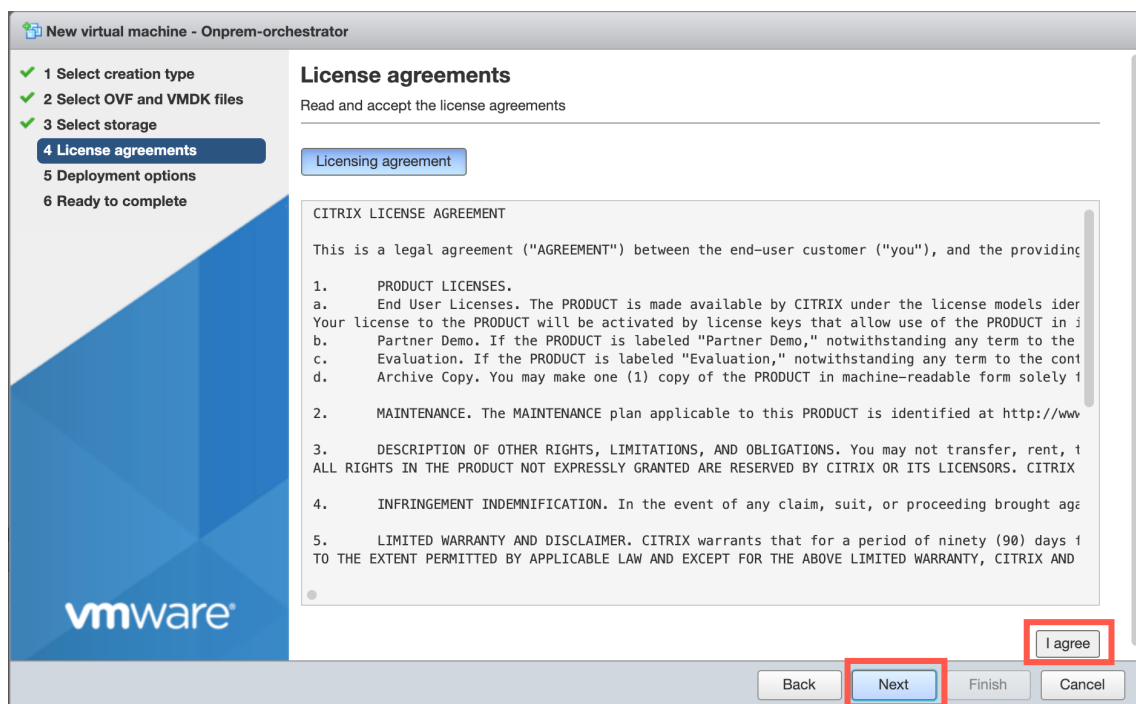 New virtual machine - Onprem-orchestrator
1 Select creation type
2 Select OVF and VMDK files
3 Select storage
4 License agreements
5 Deployment options
6 Ready to complete
License agreements
Read and accept the license agreements
Licensing agreement
CITRIX LICENSE AGREEMENT
This is a legal agreement ("AGREEMENT") between the end-user customer ("you"), and the providing
1. PRODUCT LICENSES.
a. End User Licenses. The PRODUCT is made available by CITRIX under the license models iden
Your license to the PRODUCT will be activated by license keys that allow use of the PRODUCT in i
b. Partner Demo. If the PRODUCT is labeled "Partner Demo," notwithstanding any term to the
c. Evaluation. If the PRODUCT is labeled "Evaluation," notwithstanding any term to the cont
d. Archive Copy. You may make one (1) copy of the PRODUCT in machine-readable form solely f
2. MAINTENANCE. The MAINTENANCE plan applicable to this PRODUCT is identified at http://www
3. DESCRIPTION OF OTHER RIGHTS, LIMITATIONS, AND OBLIGATIONS. You may not transfer, rent, t
ALL RIGHTS IN THE PRODUCT NOT EXPRESSLY GRANTED ARE RESERVED BY CITRIX OR ITS LICENSORS. CITRIX
4. INFRINGEMENT INDEMNIFICATION. In the event of any claim, suit, or proceeding brought aga
5. LIMITED WARRANTY AND DISCLAIMER. CITRIX warrants that for a period of ninety (90) days f
TO THE EXTENT PERMITTED BY APPLICABLE LAW AND EXCEPT FOR THE ABOVE LIMITED WARRANTY, CITRIX AND
vmware®
I agree
Back
Next
Finish
Cancel